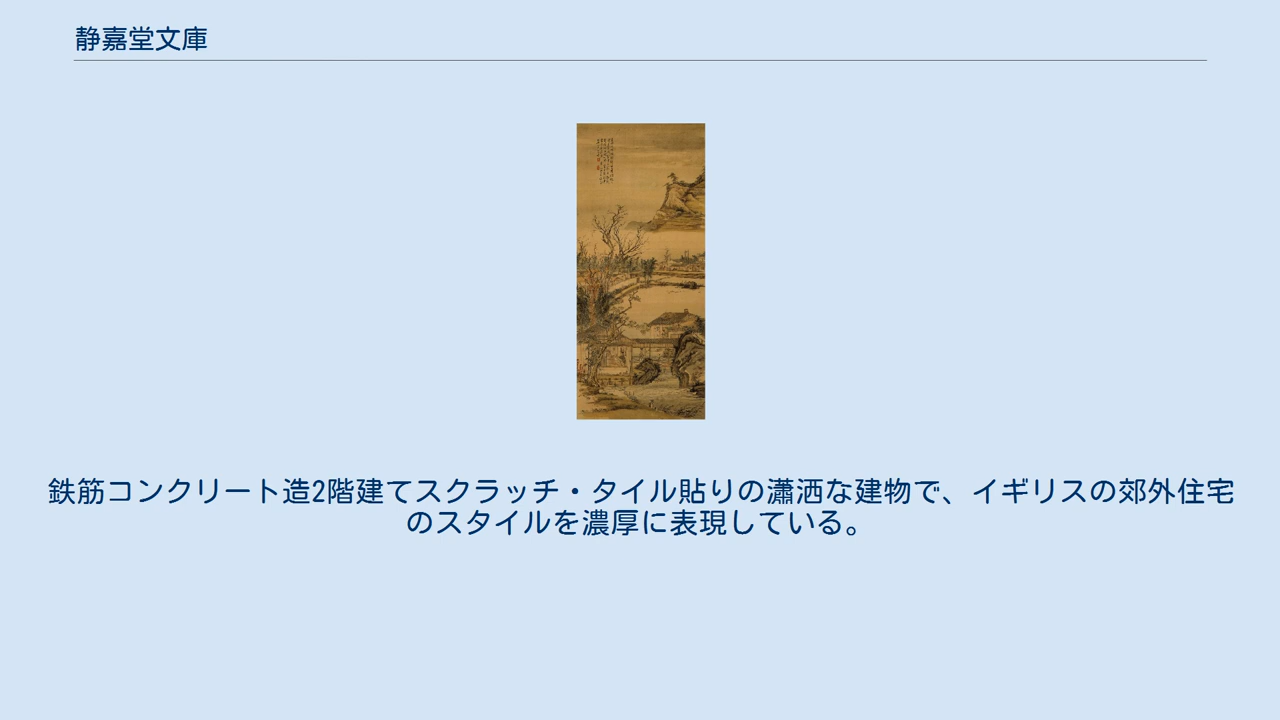 静嘉堂文庫
鉄筋コンクリート造2階建てスクラッチ・タイル貼りの瀟洒な建物で、イギリスの郊外住宅
のスタイルを濃厚に表現している。